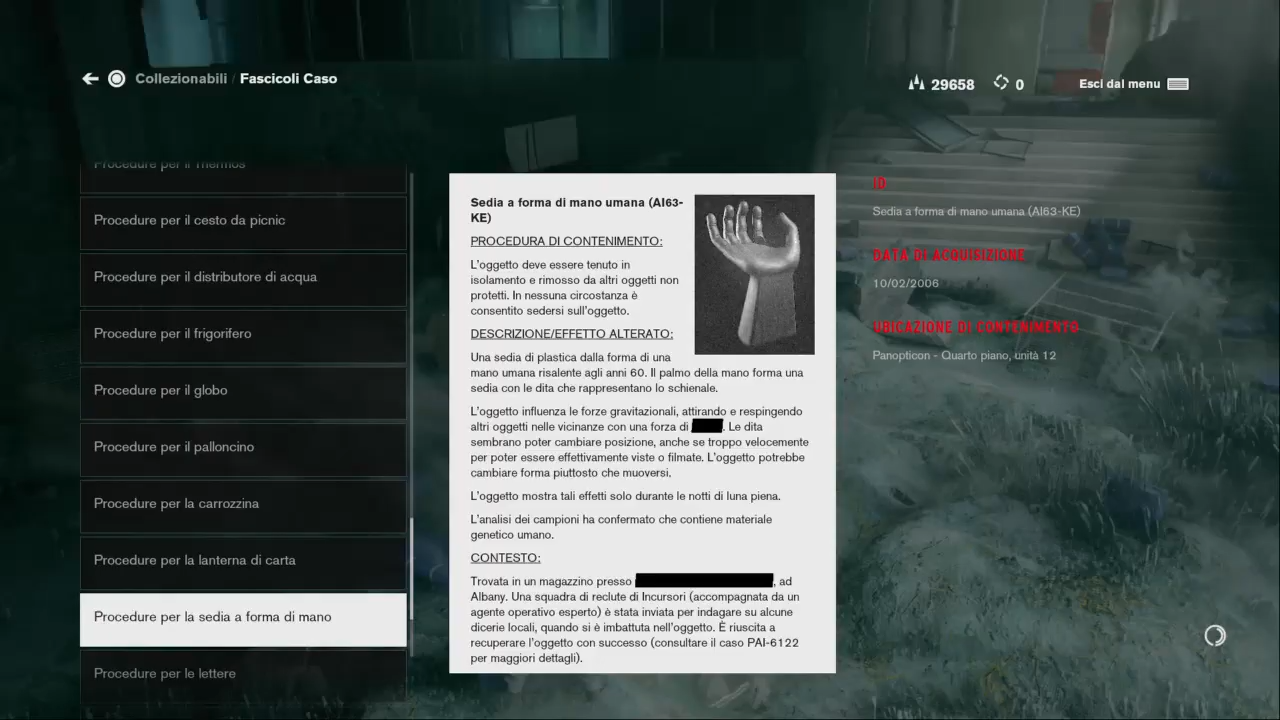 Collezionabili / Fascicoli Caso
29658
0
Esci dal menu
Procedure per il Thermos
Procedure per il cesto da picnic
Procedure per il distributore di acqua
Procedure per il frigorifero
Procedure per il globo
Procedure per il palloncino
Procedure per la carrozzina
Procedure per la lanterna di carta
Procedure per la sedia a forma di mano
Procedure per le lettere
Sedia a forma di mano umana (AI63-
KE)
PROCEDURA DI CONTENIMENTO:
L'oggetto deve essere tenuto in
isolamento e rimosso da altri oggetti non
protetti. In nessuna circostanza è
consentito sedersi sull'oggetto.
DESCRIZIONE/EFFETTO ALTERATO:
Una sedia di plastica dalla forma di una
mano umana risalente agli anni 60. Il palmo della mano forma una
sedia con le dita che rappresentano lo schienale.
L'oggetto influenza le forze gravitazionali, attirando e respingendo
altri oggetti nelle vicinanze con una forza di . Le dita
sembrano poter cambiare posizione, anche se troppo velocemente
per poter essere effettivamente viste o filmate. L'oggetto potrebbe
cambiare forma piuttosto che muoversi.
L'oggetto mostra tali effetti solo durante le notti di luna piena.
L'analisi dei campioni ha confermato che contiene materiale
genetico umano.
CONTESTO:
Trovata in un magazzino presso , ad
Albany. Una squadra di reclute di Incursori (accompagnata da un
agente operativo esperto) è stata inviata per indagare su alcune
dicerie locali, quando si è imbattuta nell'oggetto. È riuscita a
recuperare l'oggetto con successo (consultare il caso PAI-6122
per maggiori dettagli).
ID
Sedia a forma di mano umana (AI63-KE)
DATA DI ACQUISIZIONE
10/02/2006
UBICAZIONE DI CONTENIMENTO
Panopticon - Quarto piano, unità 12